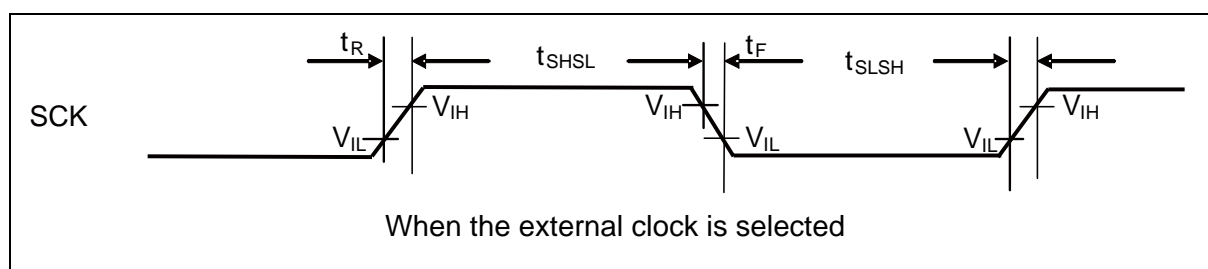 tR tSHSL tF tSLSH
SCK VIL VIH VIH VIL VIL VIH
When the external clock is selected